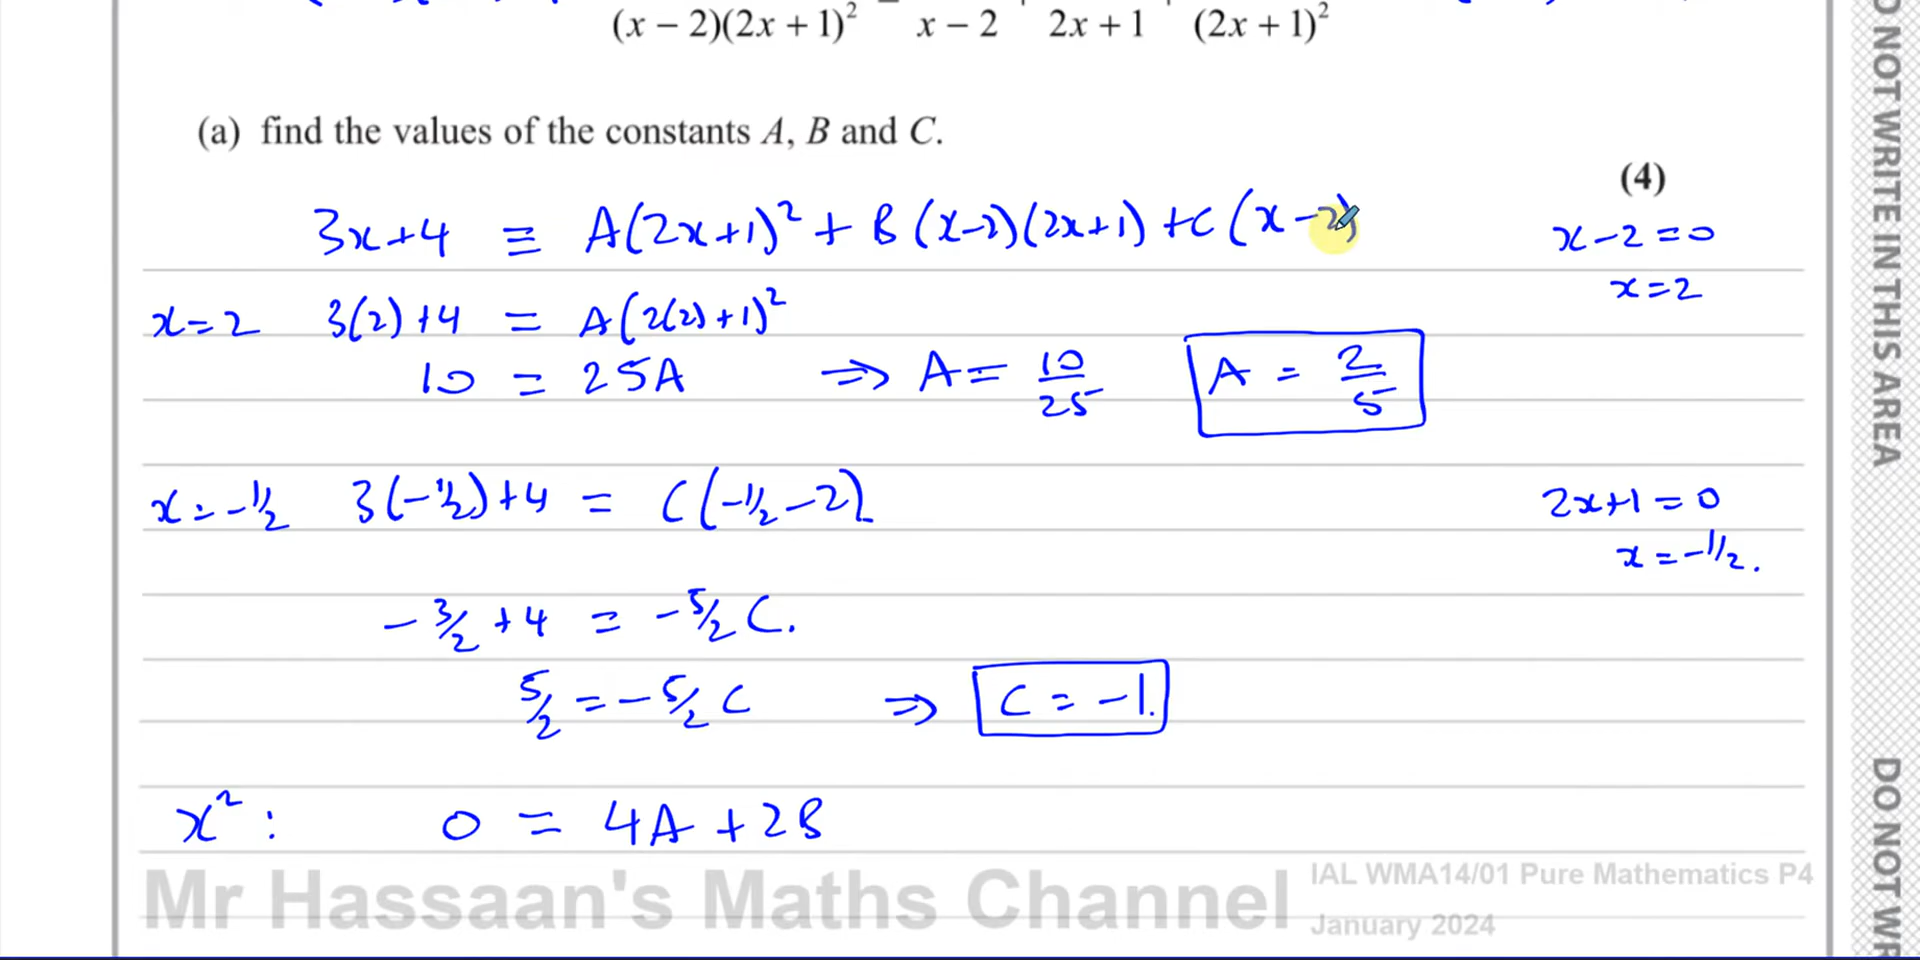 (x − 2)(2x + 1)² x − 2 2x + 1 (2x + 1)²
(a) find the values of the constants A, B and C.
(4)
3x+4 ≡ A(2x+1)² + B(x−2)(2x+1) + C(x−2)
x−2=0
x=2
x=2 3(2)+4 = A(2(2)+1)²
10 = 25A ⇒ A = 10/25 A = 2/5
x=-1/2 3(-1/2)+4 = C(-1/2-2)
2x+1=0
x=-1/2.
-3/2+4 = -5/2 C.
5/2 = -5/2 C ⇒ C = -1.
x²: 0 = 4A + 2B
Mr Hassaan's Maths Channel
IAL WMA14/01 Pure Mathematics P4
January 2024
O NOT WRITE IN THIS AREA
DO NOT WR